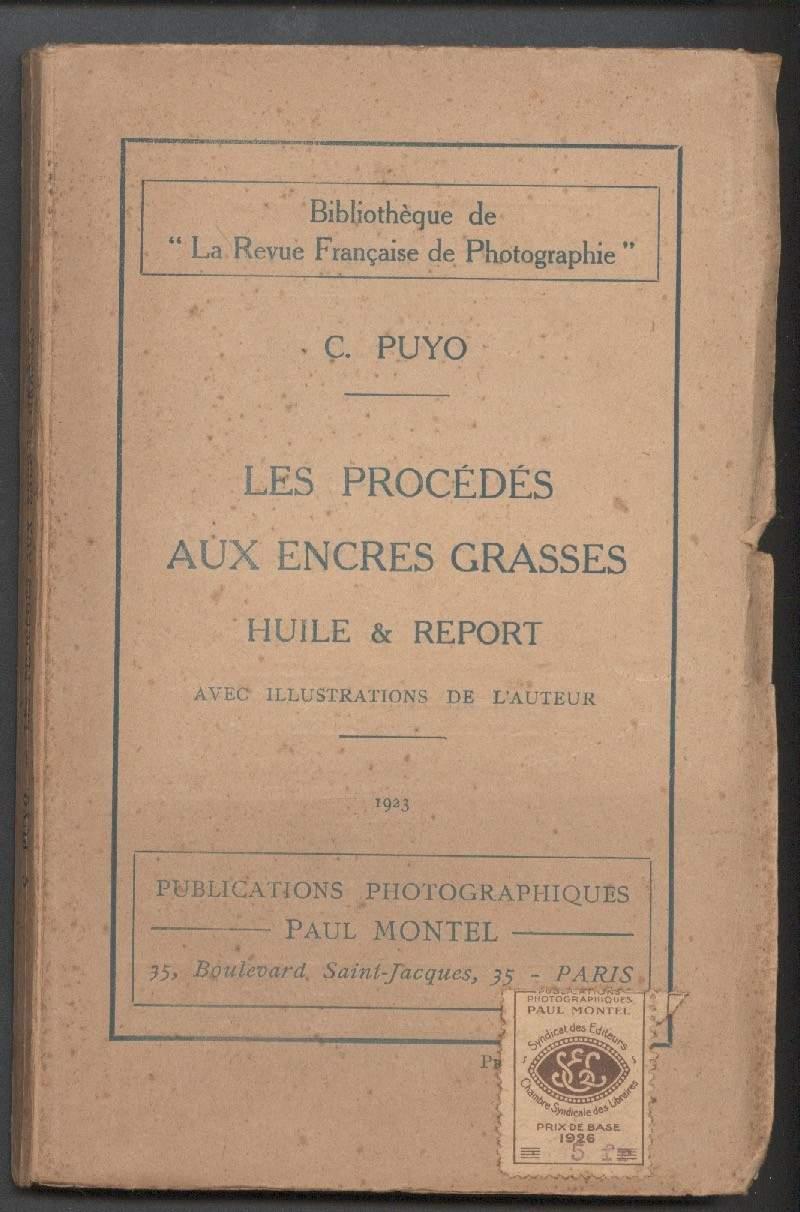 Bibliothèque de
“ La Revue Française de Photographie ”
C. PUYO
LES PROCÉDÉS
AUX ENCRES GRASSES
HUILE & REPORT
AVEC ILLUSTRATIONS DE L'AUTEUR
1923
PUBLICATIONS PHOTOGRAPHIQUES
PAUL MONTEL
35, Boulevard Saint-Jacques, 35 - PARIS
PUBLICATIONS
PHOTOGRAPHIQUES
PAUL MONTEL
Syndicat des Éditeurs
Chambre Syndicale des Libraires
PRIX DE BASE
1926
5 f